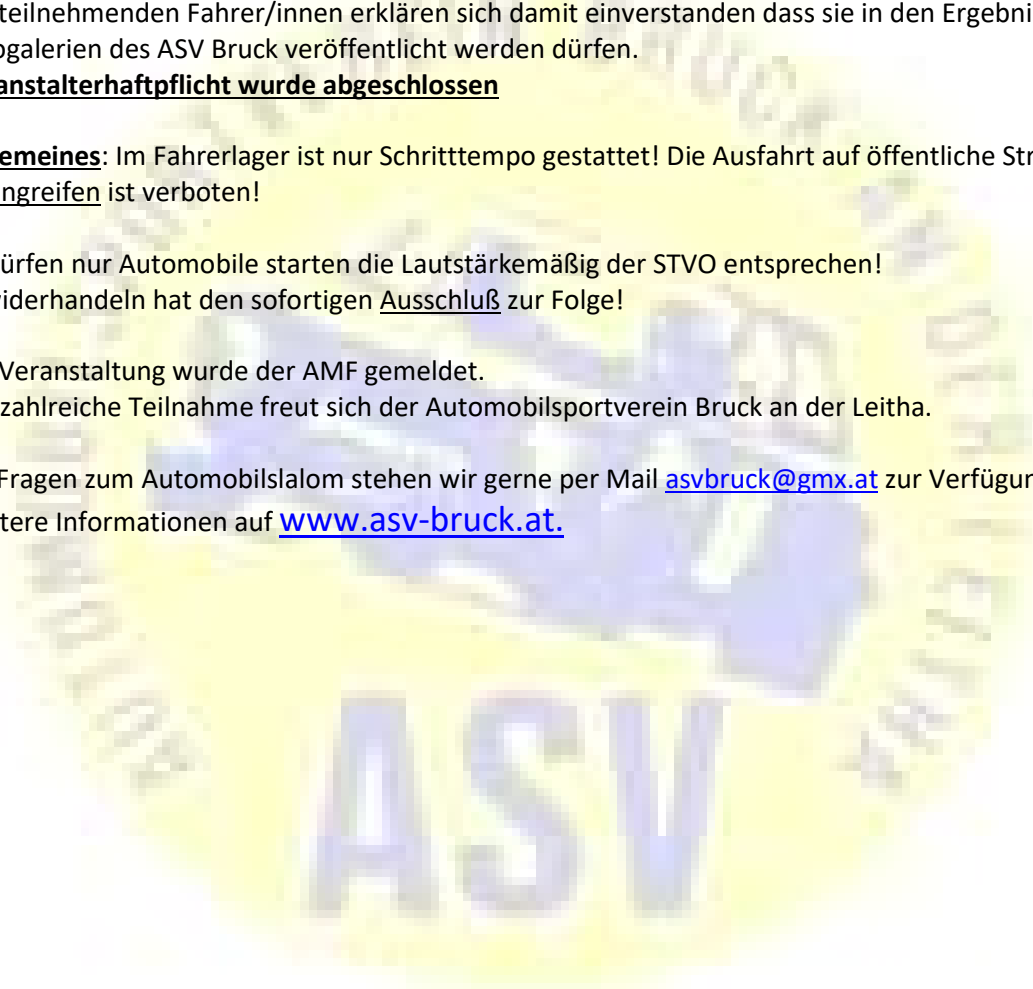 teilnehmenden Fahrer/innen erklären sich damit einverstanden dass sie in den Ergebni
ogalerien des ASV Bruck veröffentlicht werden dürfen.
anstalterhaftpflicht wurde abgeschlossen
emeines: Im Fahrerlager ist nur Schritttempo gestattet! Die Ausfahrt auf öffentliche Str
ngreifen ist verboten!
ürfen nur Automobile starten die Lautstärkemäßig der STVO entsprechen!
widerhandeln hat den sofortigen Ausschluß zur Folge!
Veranstaltung wurde der AMF gemeldet.
zahlreiche Teilnahme freut sich der Automobilsportverein Bruck an der Leitha.
Fragen zum Automobilslalom stehen wir gerne per Mail asvbruck@gmx.at zur Verfügun
tere Informationen auf www.asv-bruck.at.
ASV